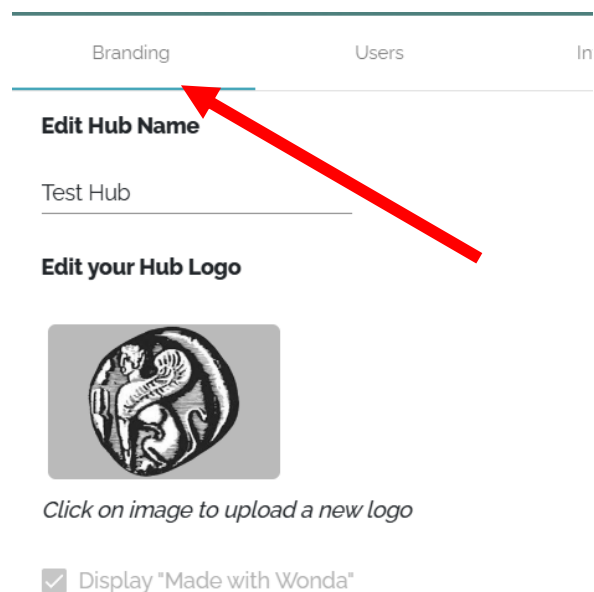 Branding Users In
Edit Hub Name
Test Hub
Edit your Hub Logo
Click on image to upload a new logo
Display "Made with Wonda"